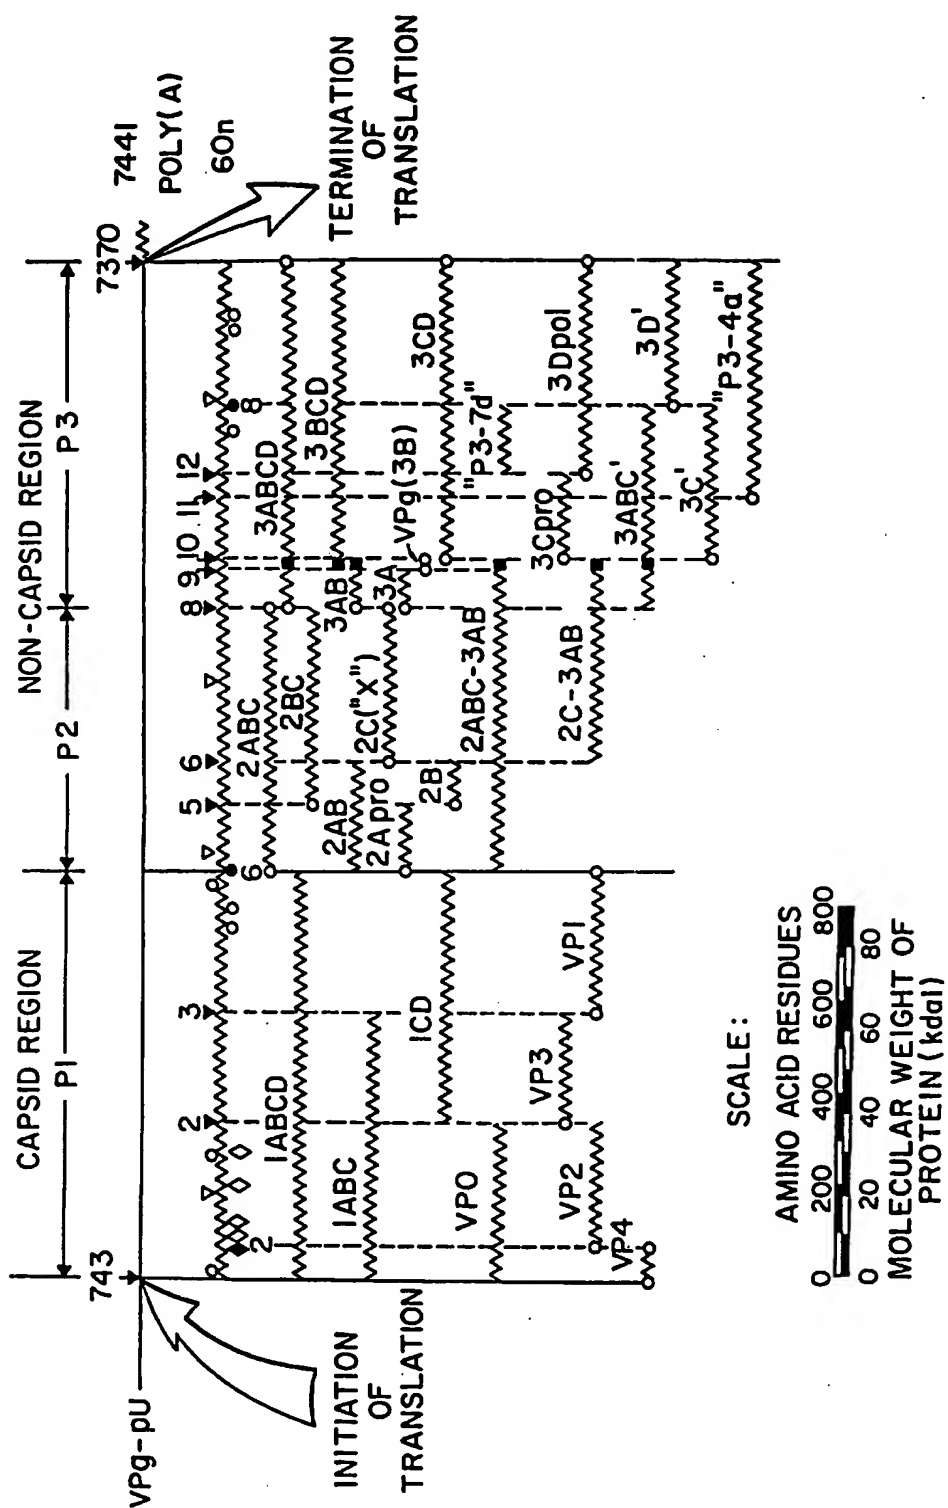 CAPSID REGION
NON-CAPSID REGION
P1
P2
P3
VPg-pU
743
7370
7441
POLY(A)
60n
INITIATION
OF
TRANSLATION
TERMINATION
OF
TRANSLATION
2
3
5
6
8
9
10
11
12
2
6
8
1ABCD
1ABC
1CD
VP0
VP3
VP2
VP1
VP4
2ABC
2BC
2AB
2C("X")
2Apro
2B
2ABC-3AB
2C-3AB
3ABCD
3BCD
3AB
3A
VPg(3B)
3CD
"P3-7d"
3Cpro
3Dpol
3ABC'
3D'
3C'
"P3-4a"
SCALE:
AMINO ACID RESIDUES
0 200 400 600 800
0 20 40 60 80
MOLECULAR WEIGHT OF
PROTEIN (kdal)